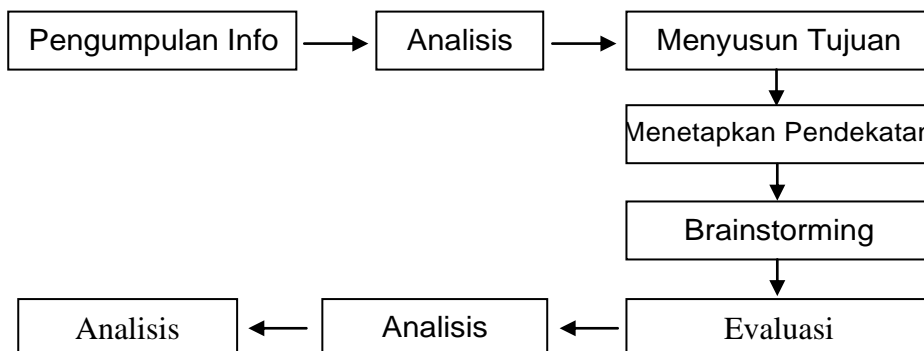 Pengumpulan Info
Analisis
Menyusun Tujuan
Menetapkan Pendekatan
Brainstorming
Evaluasi
Analisis
Analisis